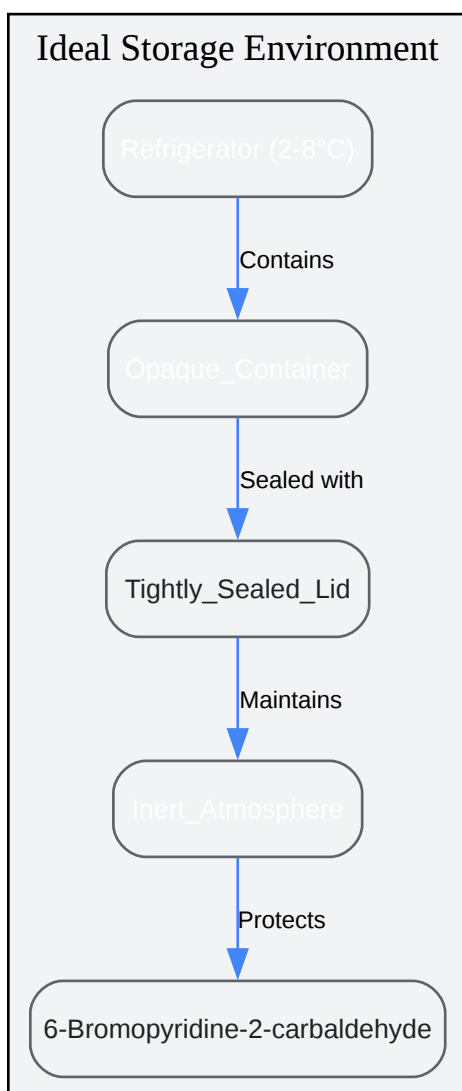 Ideal Storage Environment
Refrigerator (2-8°C)
Contains
Opaque_Container
Sealed with
Tightly_Sealed_Lid
Maintains
Inert_Atmosphere
Protects
6-Bromopyridine-2-carbaldehyde